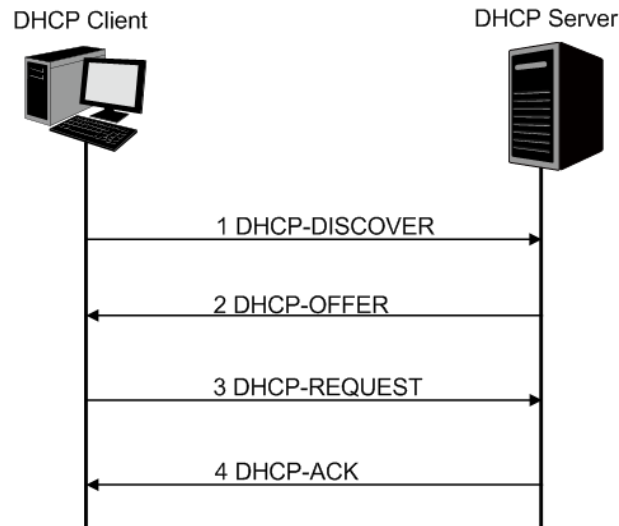 DHCP Client
DHCP Server
1 DHCP-DISCOVER
2 DHCP-OFFER
3 DHCP-REQUEST
4 DHCP-ACK